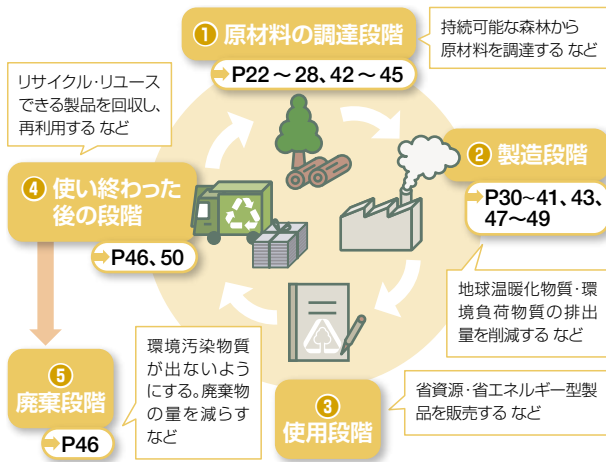 ① 原材料の調達段階
➡P22～28、42～45
持続可能な森林から
原材料を調達する など
② 製造段階
➡P30～41、43、
47～49
地球温暖化物質・環
境負荷物質の排出
量を削減する など
③
使用段階
省資源・省エネルギー型製
品を販売する など
リサイクル・リユース
できる製品を回収し、
再利用する など
④ 使い終わった
後の段階
➡P46、50
⑤
廃棄段階
➡P46
環境汚染物質
が出ないよう
にする。廃棄物
の量を減らす
など